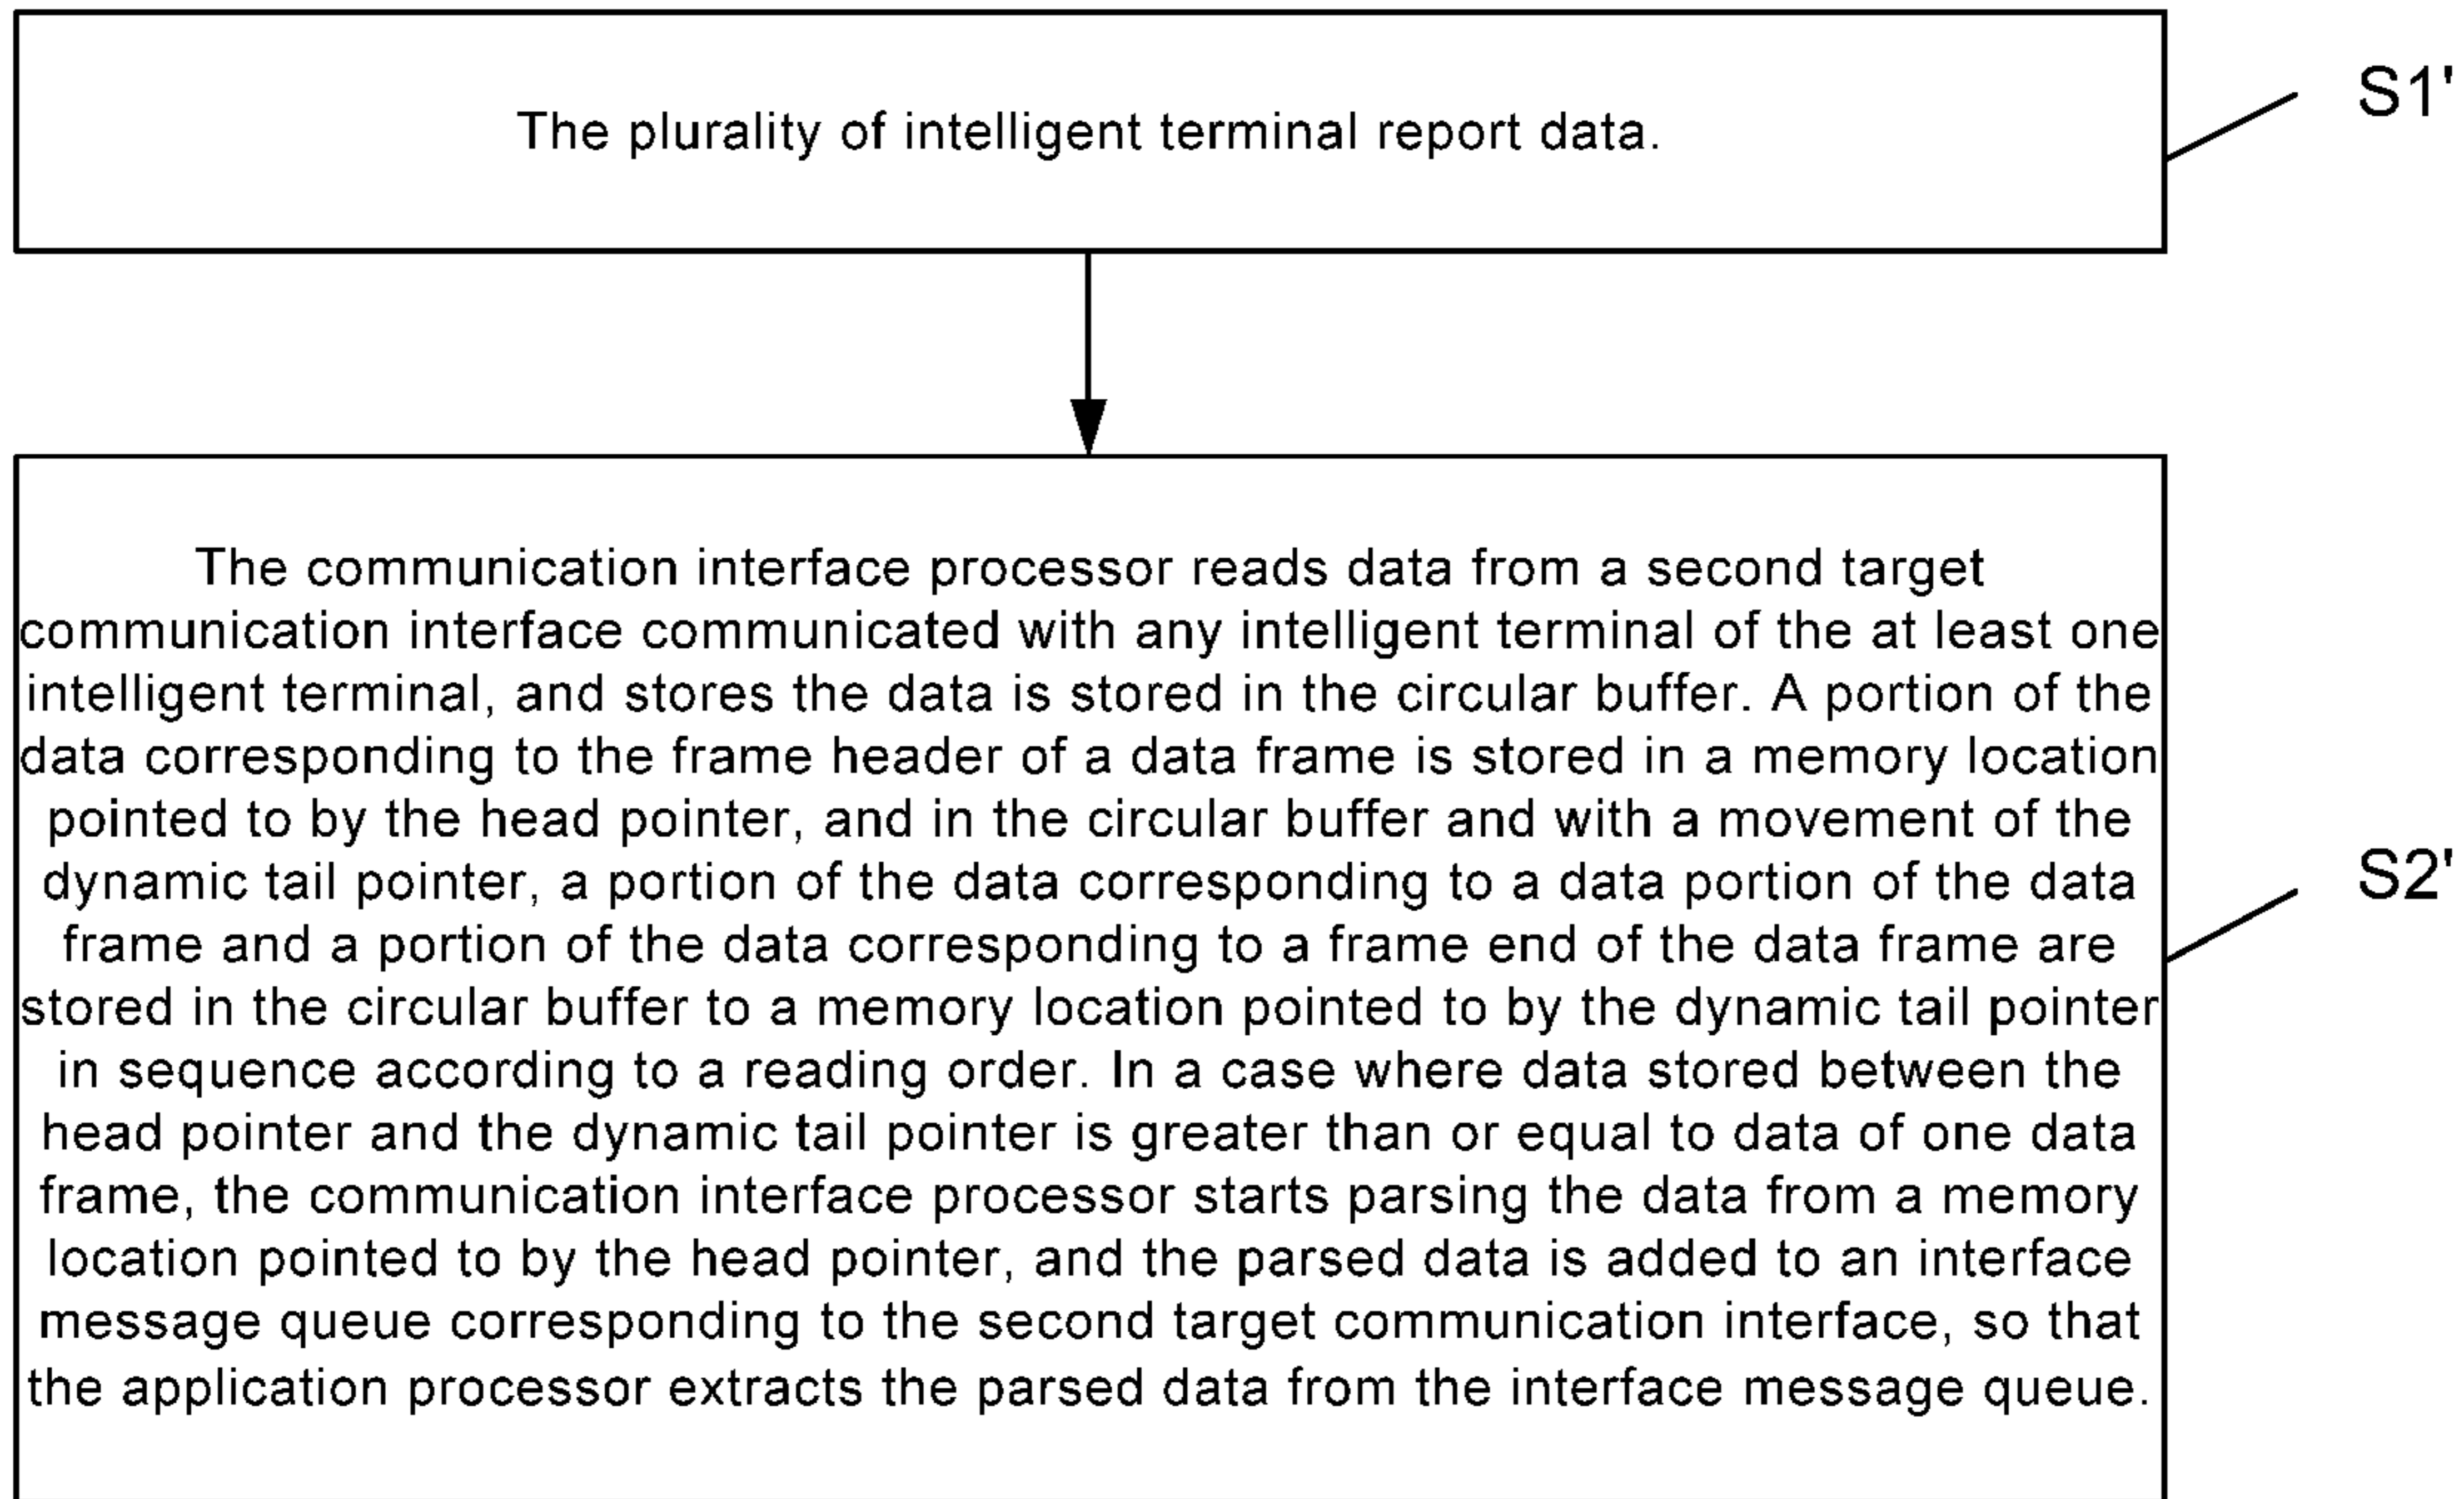 The plurality of intelligent terminal report data.
S1'
The communication interface processor reads data from a second target
communication interface communicated with any intelligent terminal of the at least one
intelligent terminal, and stores the data is stored in the circular buffer. A portion of the
data corresponding to the frame header of a data frame is stored in a memory location
pointed to by the head pointer, and in the circular buffer and with a movement of the
dynamic tail pointer, a portion of the data corresponding to a data portion of the data
frame and a portion of the data corresponding to a frame end of the data frame are
stored in the circular buffer to a memory location pointed to by the dynamic tail pointer
in sequence according to a reading order. In a case where data stored between the
head pointer and the dynamic tail pointer is greater than or equal to data of one data
frame, the communication interface processor starts parsing the data from a memory
location pointed to by the head pointer, and the parsed data is added to an interface
message queue corresponding to the second target communication interface, so that
the application processor extracts the parsed data from the interface message queue.
S2'